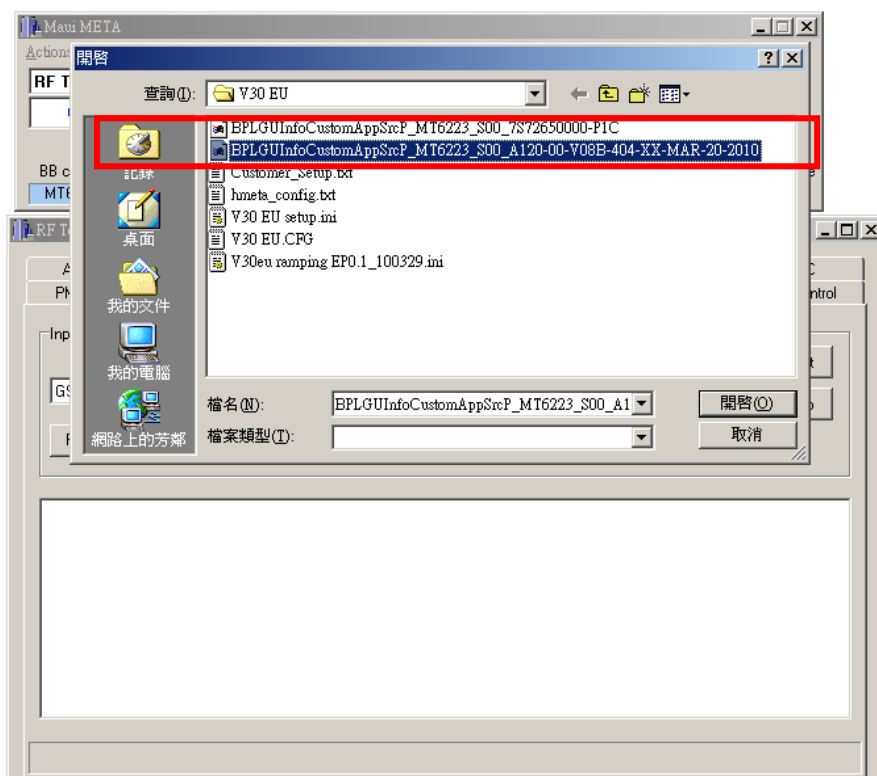 Maui META
Actions
開啓
RF T
查詢(I):
V30 EU
BPLGUInfoCustomAppSrcP_MT6223_S00_7S72650000-P1C
BPLGUInfoCustomAppSrcP_MT6223_S00_A120-00-V08B-404-XX-MAR-20-2010
Customer_Setup.txt
hmeta_config.txt
V30 EU setup.ini
V30 EU.CFG
V30eu ramping EP0.1_100329.ini
記錄
桌面
我的文件
我的電腦
網路上的芳鄰
BB c
MT6
RF T
ntrol
Inp
GS
檔名(N):
BPLGUInfoCustomAppSrcP_MT6223_S00_A1
開啓(O)
檔案類型(T):
取消